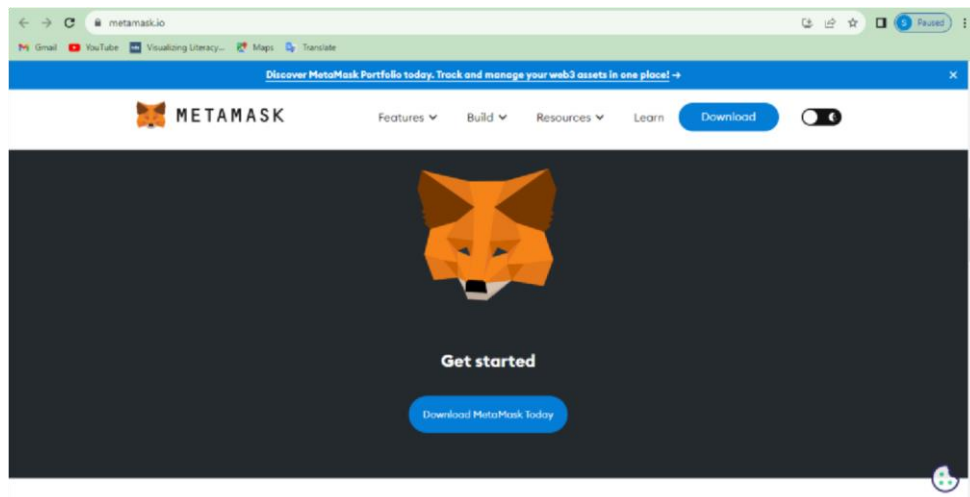 metamask.io
Paused
Gmail YouTube Visualizing Literacy... Maps Translate
Discover MetaMask Portfolio today. Track and manage your web3 assets in one place! →
METAMASK Features Build Resources Learn Download
Get started
Download MetaMask Today